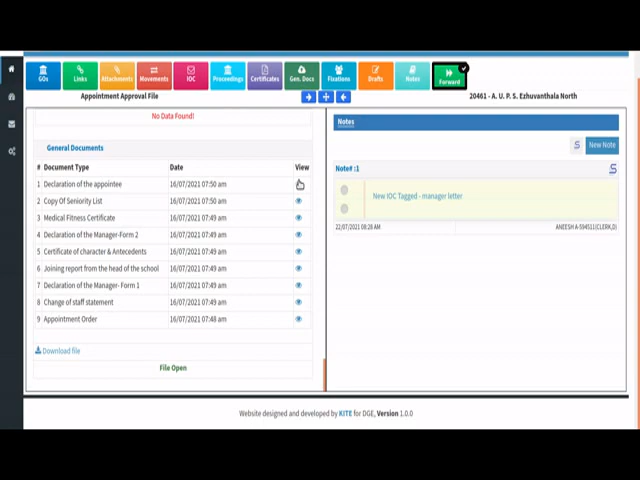 GOs Links Attachments Movements IOC Proceedings Certificates Gen. Docs Fixations Drafts Notes Forward
Appointment Approval File
20461 - A. U. P. S. Ezhuvanthala North
No Data Found!
General Documents
# Document Type Date View
1 Declaration of the appointee 16/07/2021 07:50 am
2 Copy Of Seniority List 16/07/2021 07:50 am
3 Medical Fitness Certificate 16/07/2021 07:49 am
4 Declaration of the Manager-Form 2 16/07/2021 07:49 am
5 Certificate of character & Antecedents 16/07/2021 07:49 am
6 Joining report from the head of the school 16/07/2021 07:49 am
7 Declaration of the Manager- Form 1 16/07/2021 07:49 am
8 Change of staff statement 16/07/2021 07:49 am
9 Appointment Order 16/07/2021 07:48 am
Download file
File Open
Notes
S New Note
Note# :1 S
New IOC Tagged - manager letter
22/07/2021 08:28 AM ANEESH A-594511(CLERK,D)
Website designed and developed by KITE for DGE, Version 1.0.0